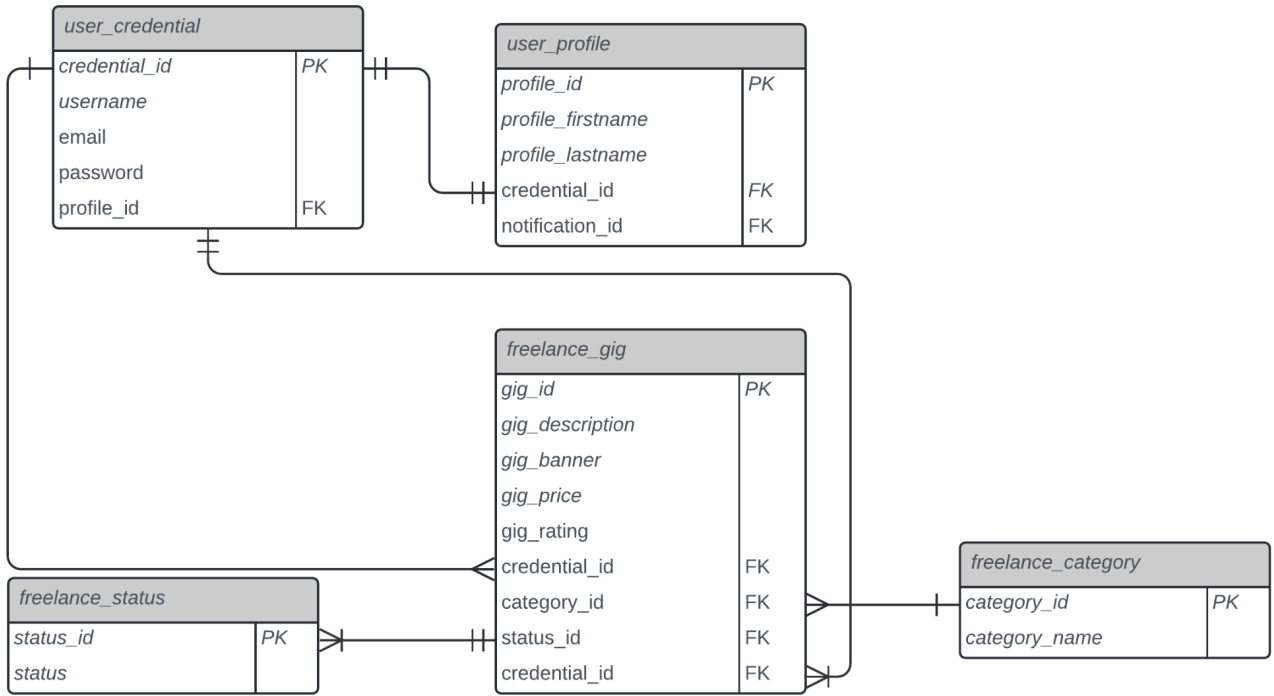 user_credential
credential_id PK
username
email
password
profile_id FK
user_profile
profile_id PK
profile_firstname
profile_lastname
credential_id FK
notification_id FK
freelance_gig
gig_id PK
gig_description
gig_banner
gig_price
gig_rating
credential_id FK
category_id FK
status_id FK
credential_id FK
freelance_status
status_id PK
status
freelance_category
category_id PK
category_name